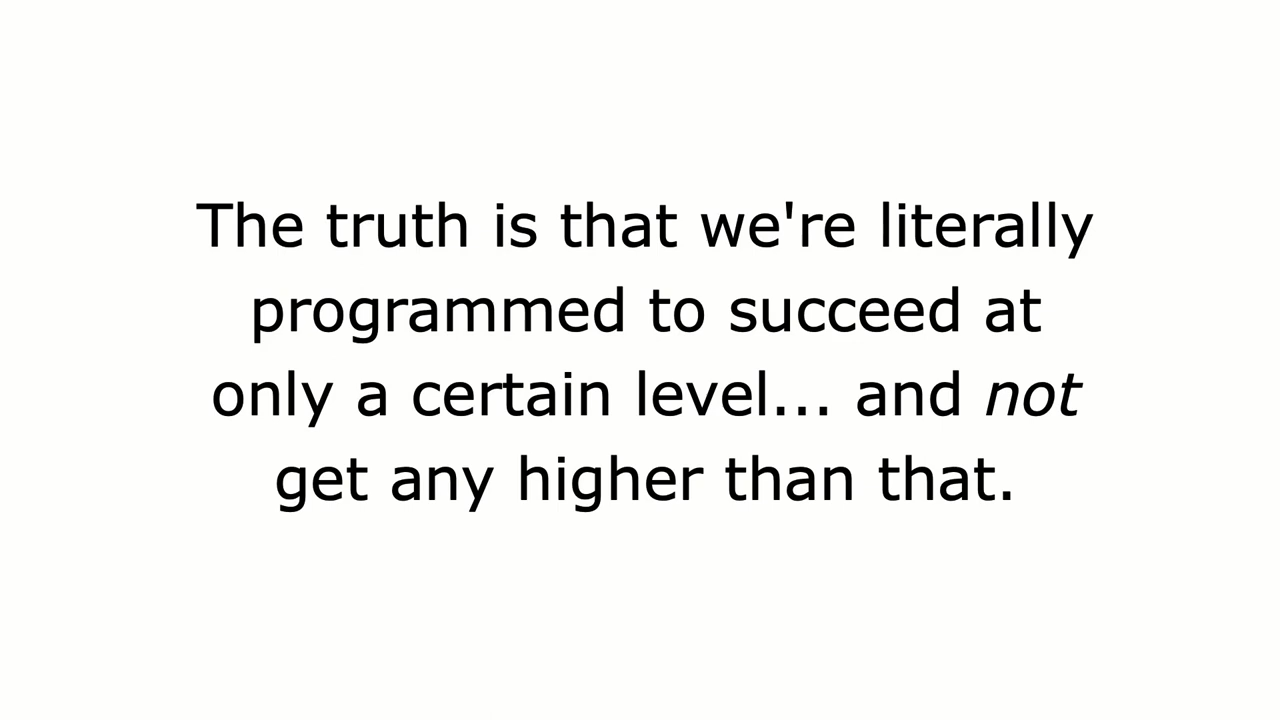 The truth is that we're literally
programmed to succeed at
only a certain level... and not
get any higher than that.